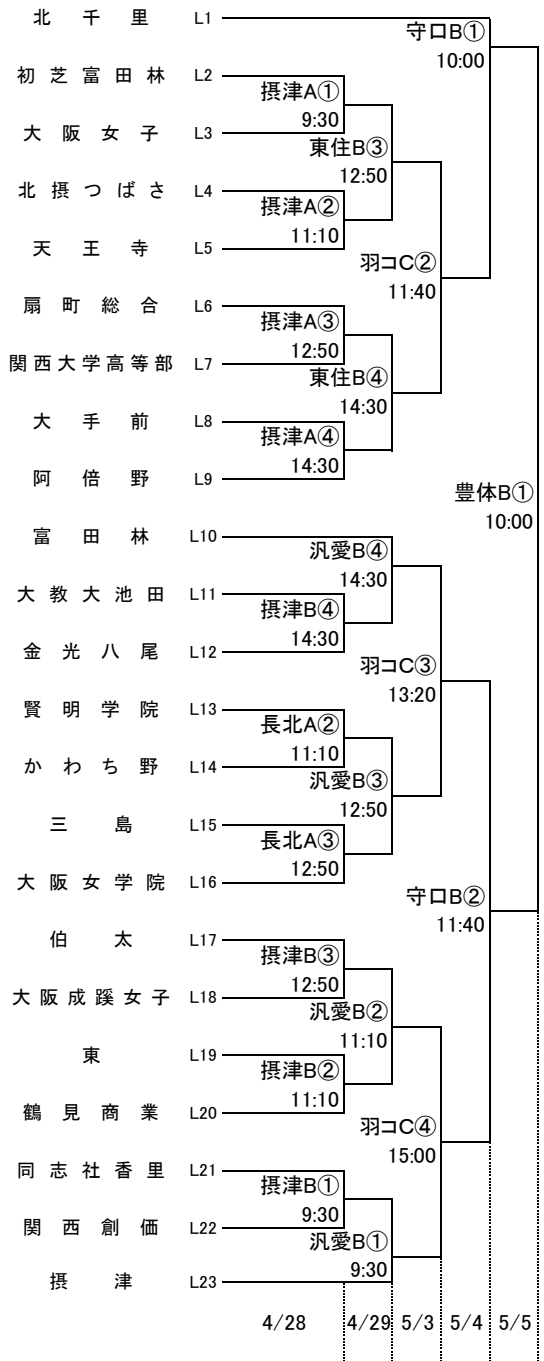 北千里 L1
守口B①
10:00
初芝富田林 L2
摂津A①
9:30
大阪女子 L3
東住B③
12:50
北摂つばさ L4
摂津A②
11:10
天王寺 L5
羽コC②
11:40
扇町総合 L6
摂津A③
12:50
関西大学高等部 L7
東住B④
14:30
大手前 L8
摂津A④
14:30
阿倍野 L9
豊体B①
10:00
富田林 L10
汎愛B④
14:30
大教大池田 L11
摂津B④
14:30
金光八尾 L12
羽コC③
13:20
賢明学院 L13
長北A②
11:10
かわち野 L14
汎愛B③
12:50
三島 L15
長北A③
12:50
大阪女学院 L16
守口B②
11:40
伯太 L17
摂津B③
12:50
大阪成蹊女子 L18
汎愛B②
11:10
東 L19
摂津B②
11:10
鶴見商業 L20
羽コC④
15:00
同志社香里 L21
摂津B①
9:30
関西創価 L22
汎愛B①
9:30
摂津 L23
4/28 4/29 5/3 5/4 5/5